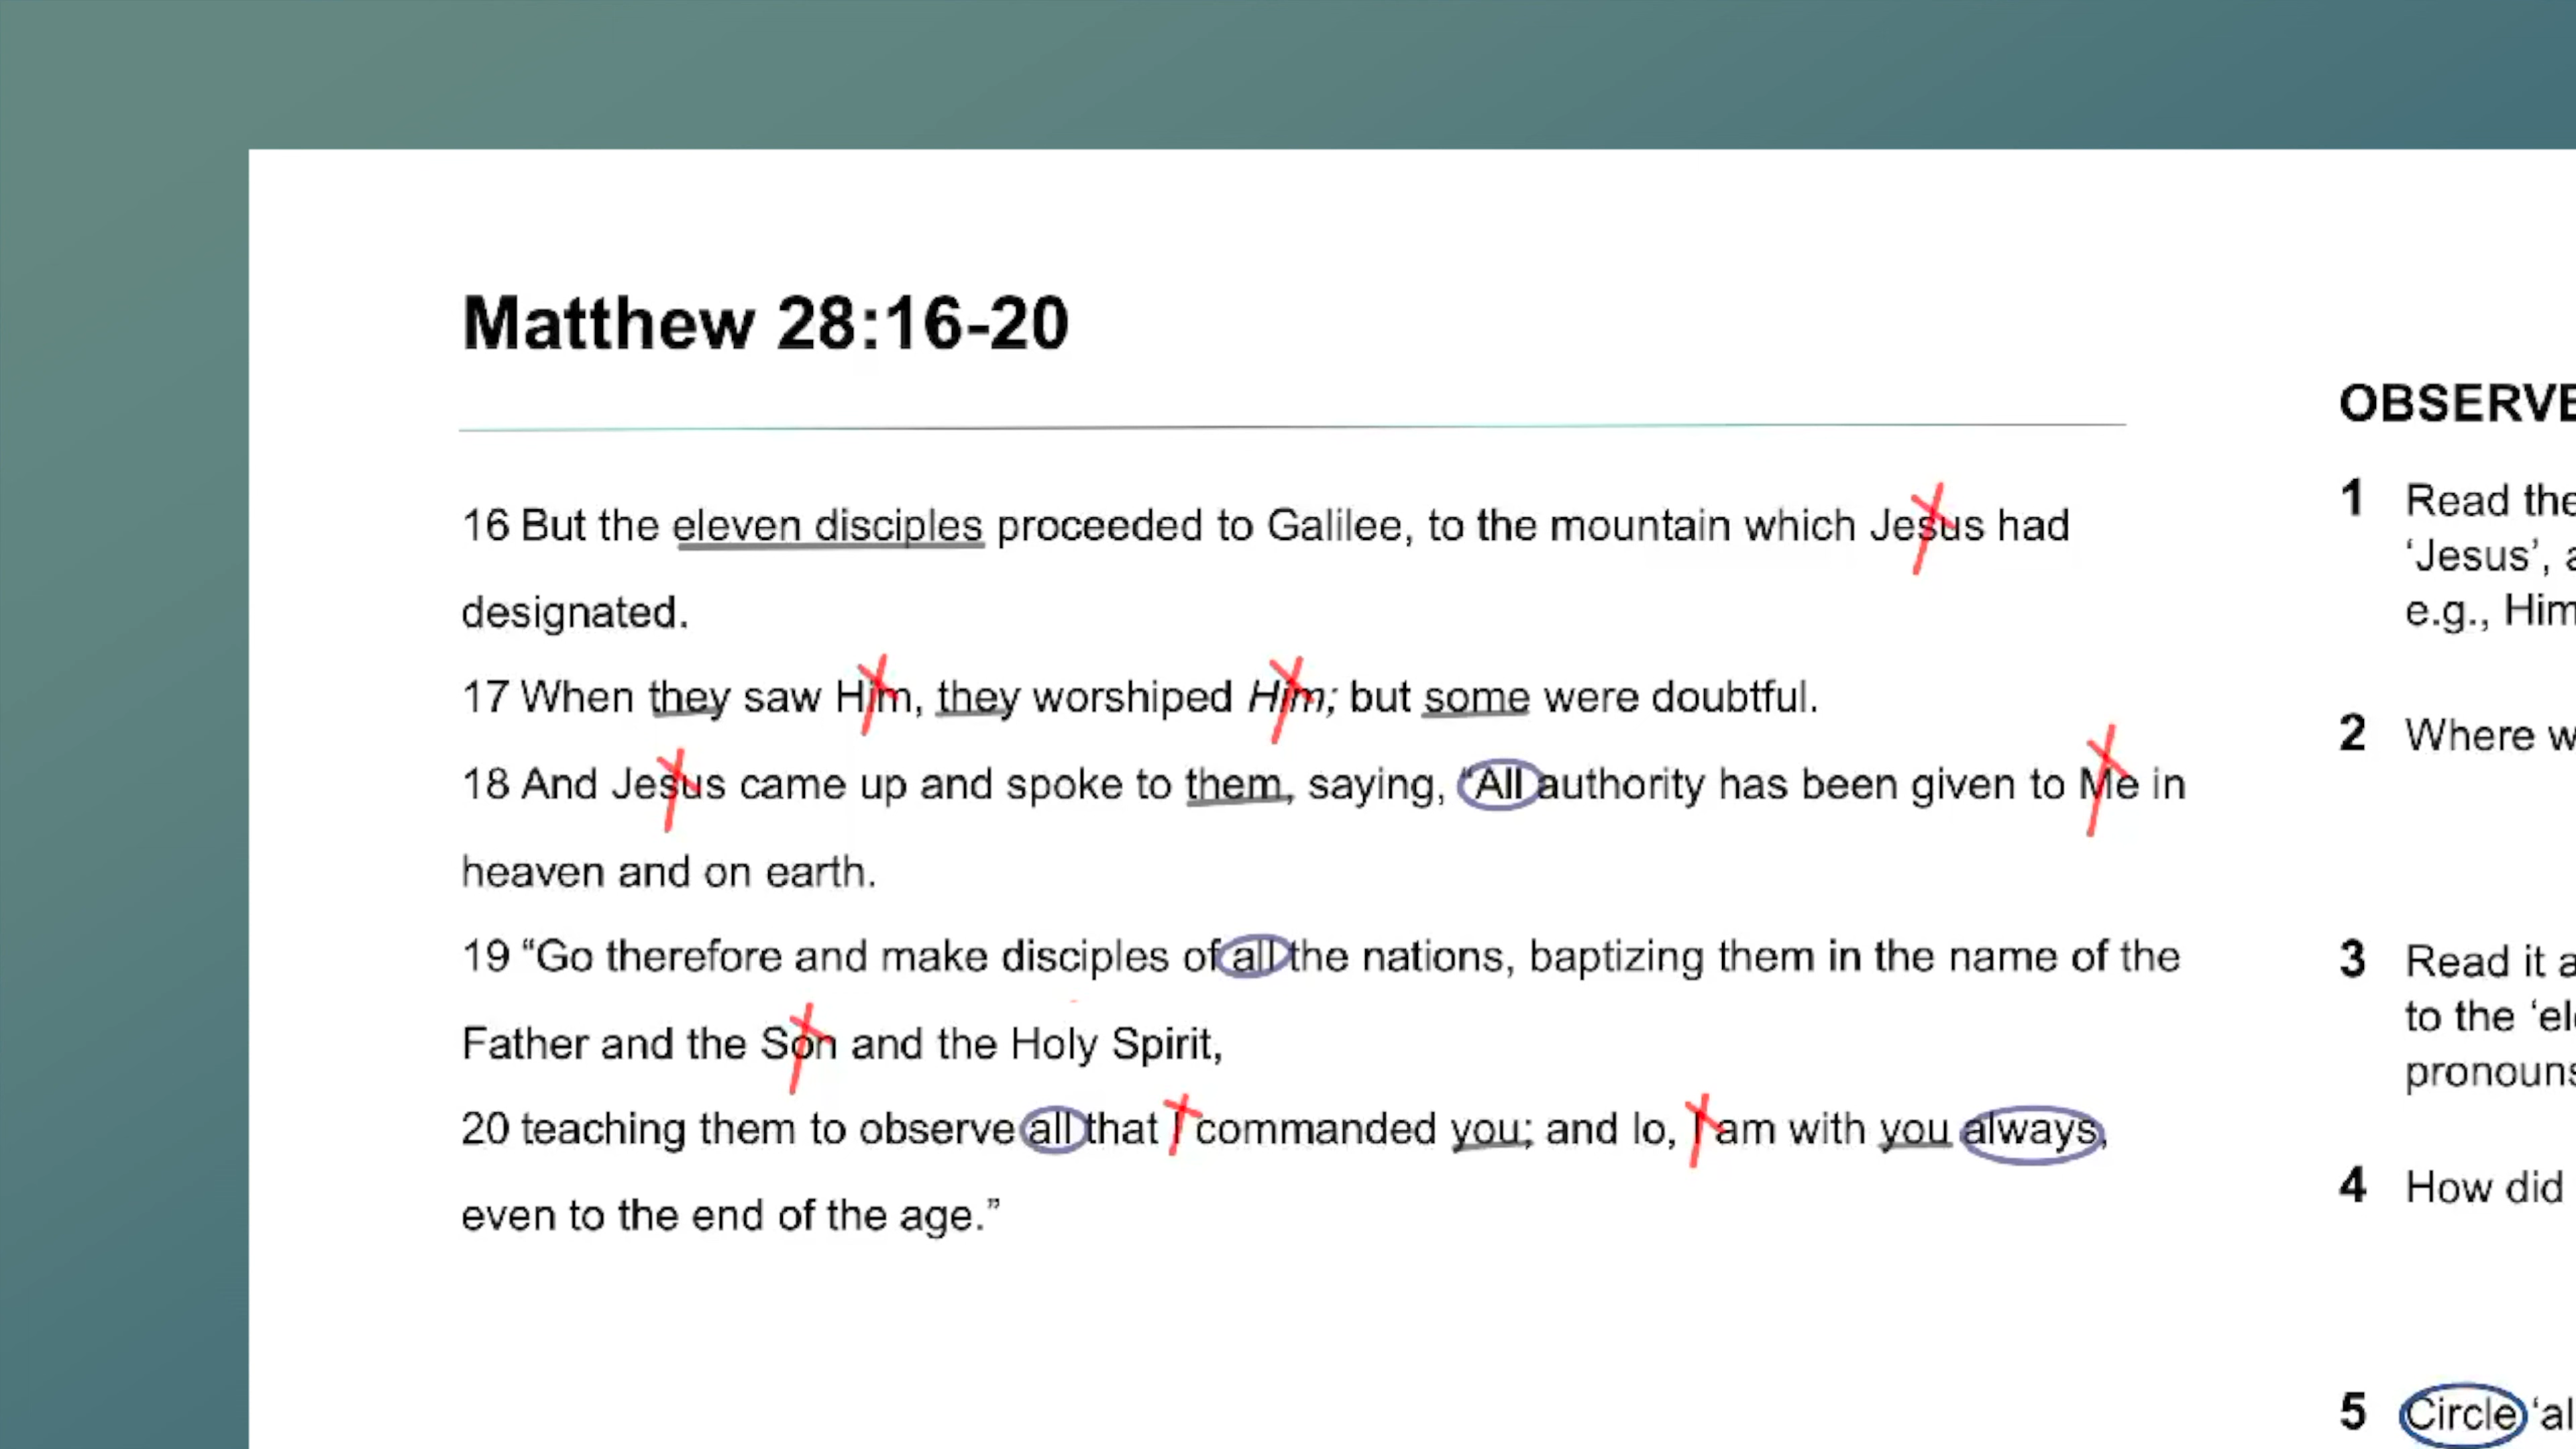 Matthew 28:16-20
16 But the eleven disciples proceeded to Galilee, to the mountain which Jesus had
designated.
17 When they saw Him, they worshiped Him; but some were doubtful.
18 And Jesus came up and spoke to them, saying, “All authority has been given to Me in
heaven and on earth.
19 “Go therefore and make disciples of all the nations, baptizing them in the name of the
Father and the Son and the Holy Spirit,
20 teaching them to observe all that I commanded you; and lo, I am with you always,
even to the end of the age.”
OBSERVE
1 Read the
‘Jesus’,
e.g., Him
2 Where
3 Read it
to the
pronouns
4 How did
5 Circle